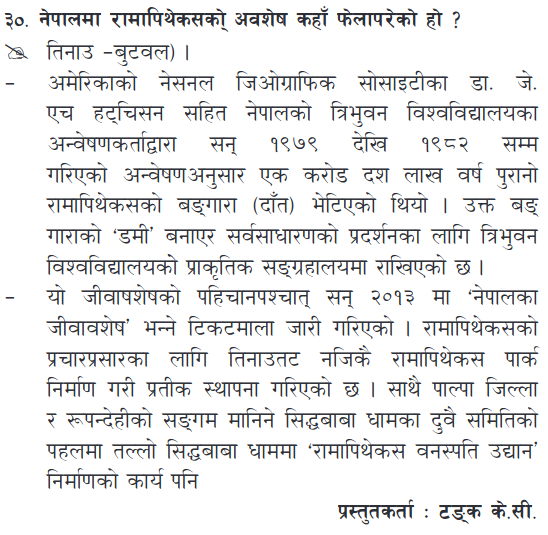 ३०. नेपालमा रामापिथेकसको् अवशेष कहाँ फेलापरेको हो ?
तिनाउ –बुटवल) ।
– अमेरिकाको नेसनल जिओग्राफिक सोसाइटीका डा. जे.
एच हट्चिसन सहित नेपालको त्रिभुवन विश्वविद्यालयका
अन्वेषणकर्ताद्वारा सन् १९७९ देखि १९८२ सम्म
गरिएको अन्वेषणअनुसार एक करोड दश लाख वर्ष पुरानो
रामापिथेकसको बङ्गारा (दाँत) भेटिएको थियो । उक्त बङ्
गाराको ‘डमी’ बनाएर सर्वसाधारणको प्रदर्शनका लागि त्रिभुवन
विश्वविद्यालयको प्राकृतिक सङ्ग्रहालयमा राखिएको छ ।
– यो जीवाषशेषको पहिचानपश्चात् सन् २०१३ मा ‘नेपालका
जीवावशेष’ भन्ने टिकटमाला जारी गरिएको । रामापिथेकसको
प्रचारप्रसारका लागि तिनाउतट नजिकै रामापिथेकस पार्क
निर्माण गरी प्रतीक स्थापना गरिएको छ । साथै पाल्पा जिल्ला
र रूपन्देहीको सङ्गम मानिने सिद्धबाबा धामका दुवै समितिको
पहलमा तल्लो सिद्धबाबा धाममा ‘रामापिथेकस वनस्पति उद्यान’
निर्माणको कार्य पनि
प्रस्तुतकर्ता : टङ्क के.सी.